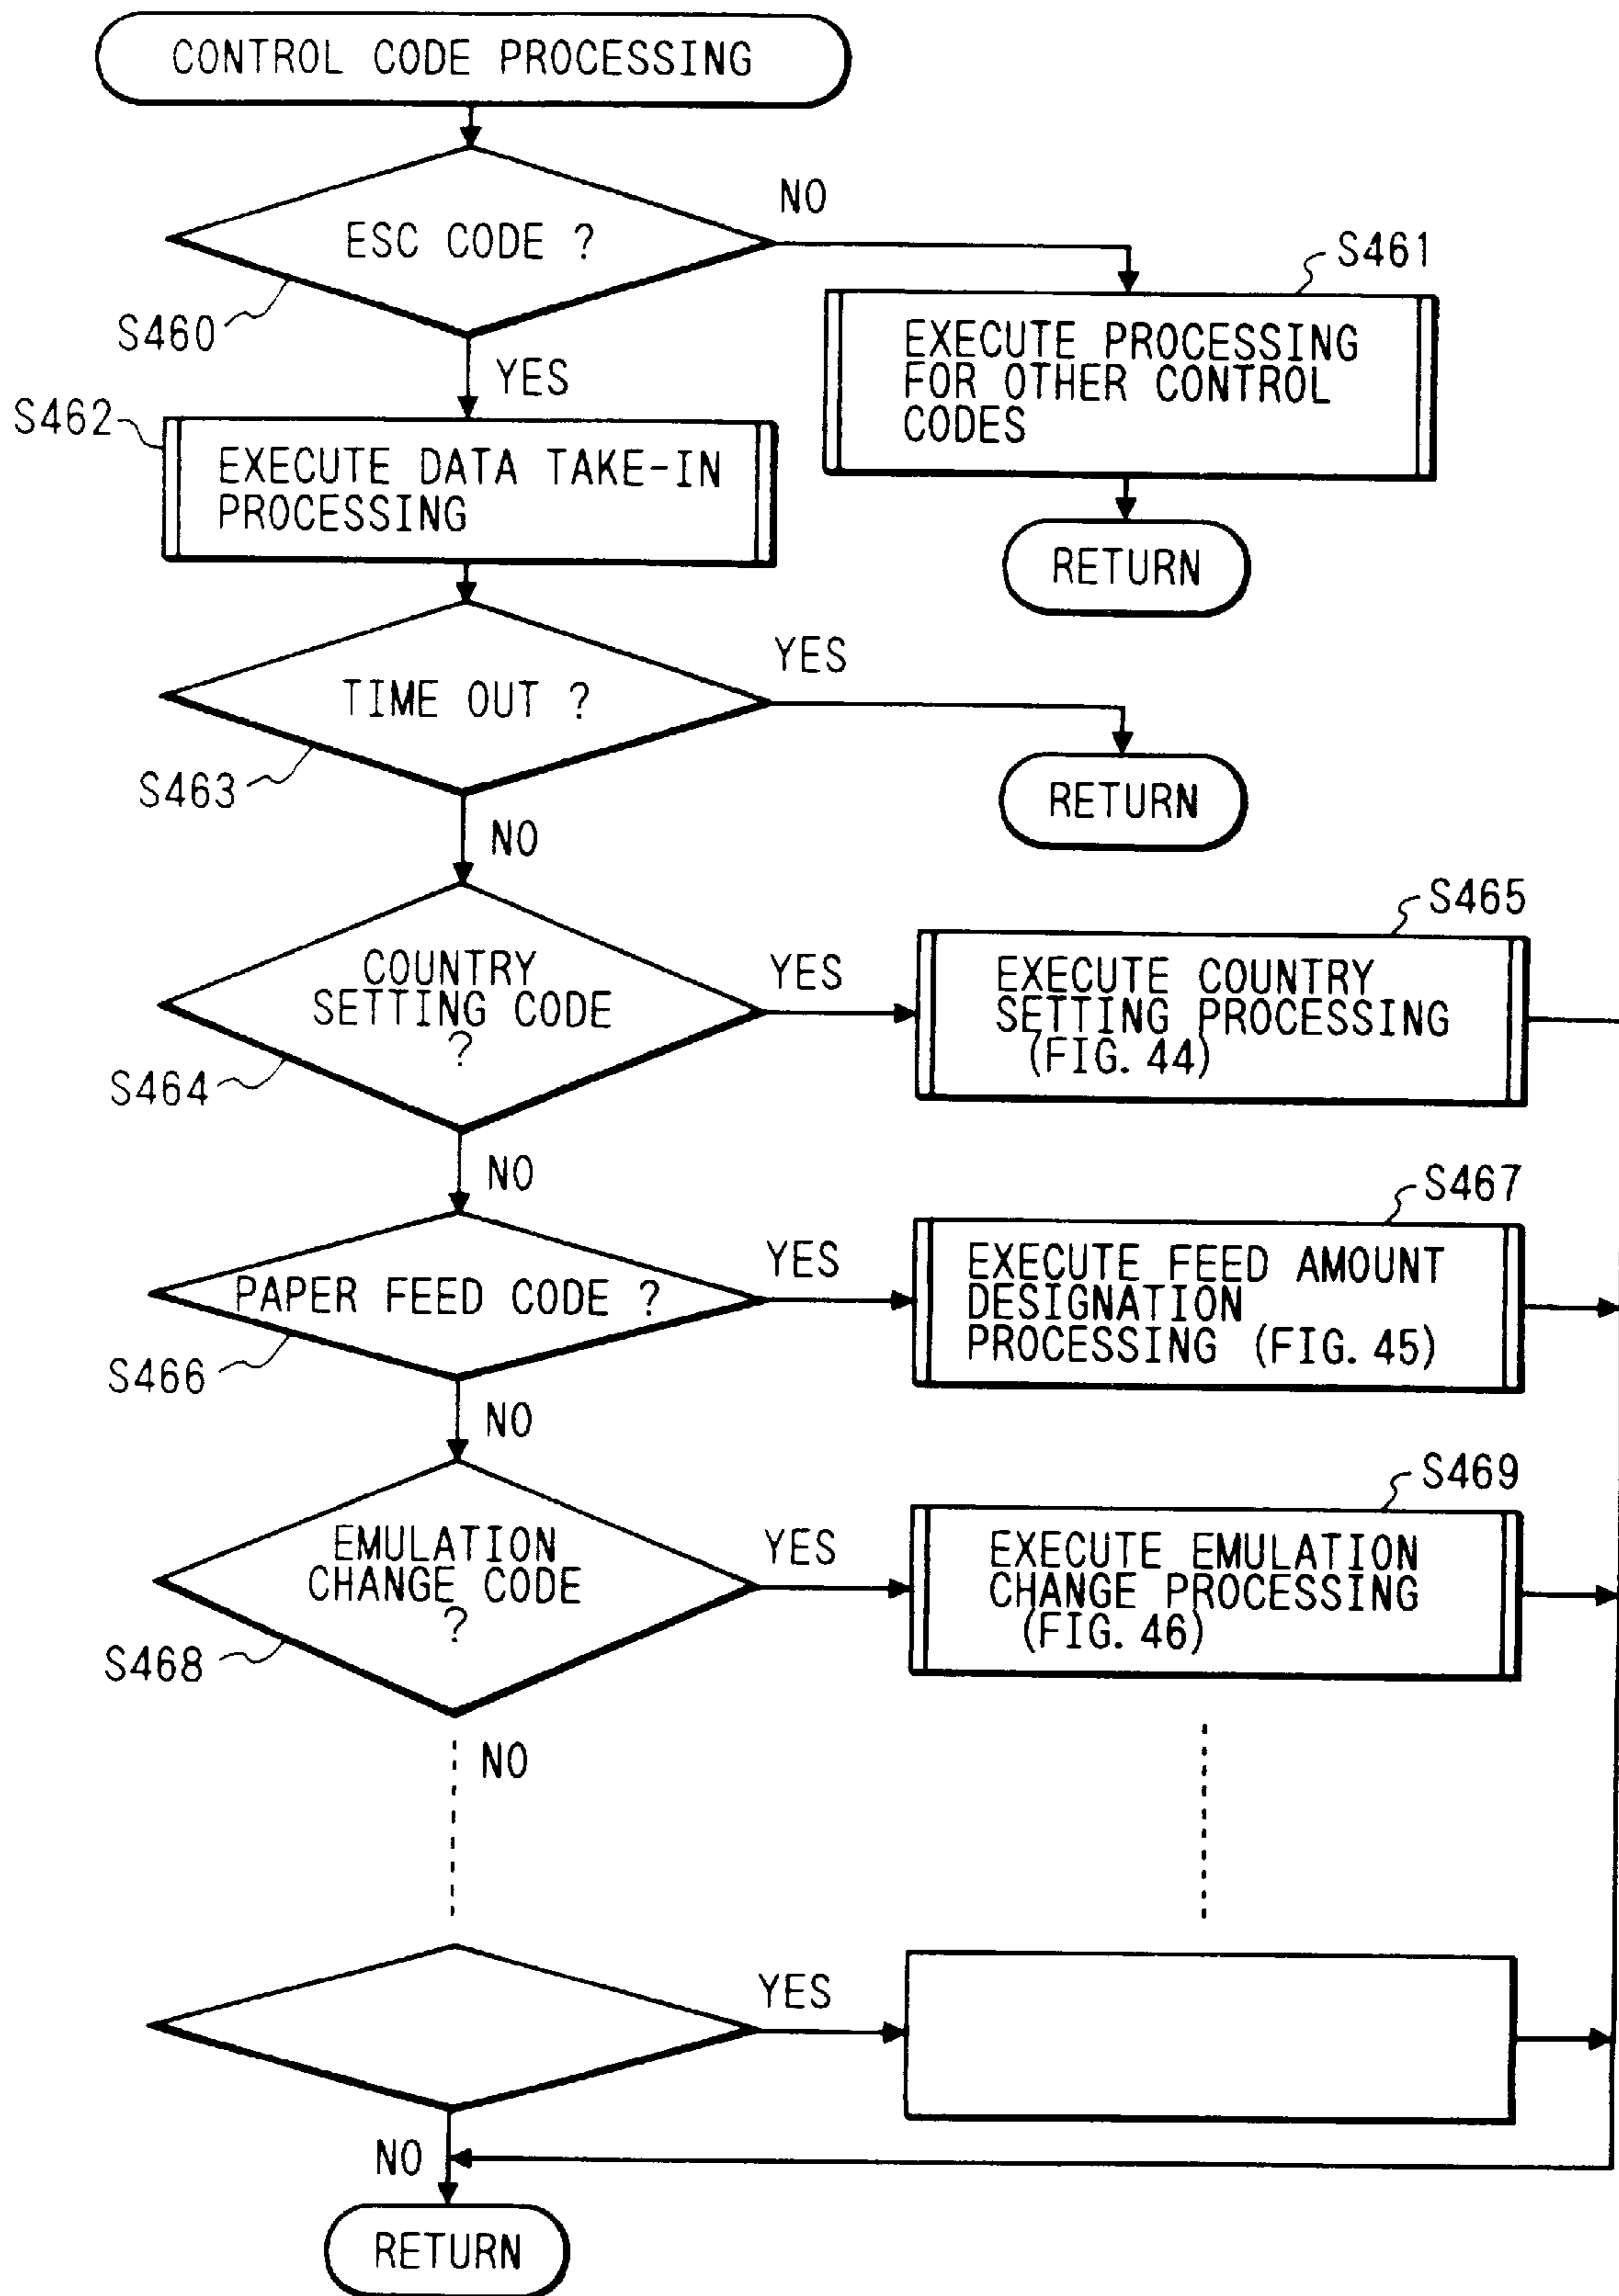 CONTROL CODE PROCESSING
NO
ESC CODE ?
S461
S460
EXECUTE PROCESSING
FOR OTHER CONTROL
CODES
YES
S462
EXECUTE DATA TAKE-IN
PROCESSING
RETURN
YES
TIME OUT ?
S463
RETURN
NO
S465
COUNTRY
SETTING CODE
?
YES
EXECUTE COUNTRY
SETTING PROCESSING
(FIG. 44)
S464
NO
S467
PAPER FEED CODE ?
YES
EXECUTE FEED AMOUNT
DESIGNATION
PROCESSING (FIG. 45)
S466
NO
S469
EMULATION
CHANGE CODE
?
YES
EXECUTE EMULATION
CHANGE PROCESSING
(FIG. 46)
S468
NO
YES
NO
RETURN